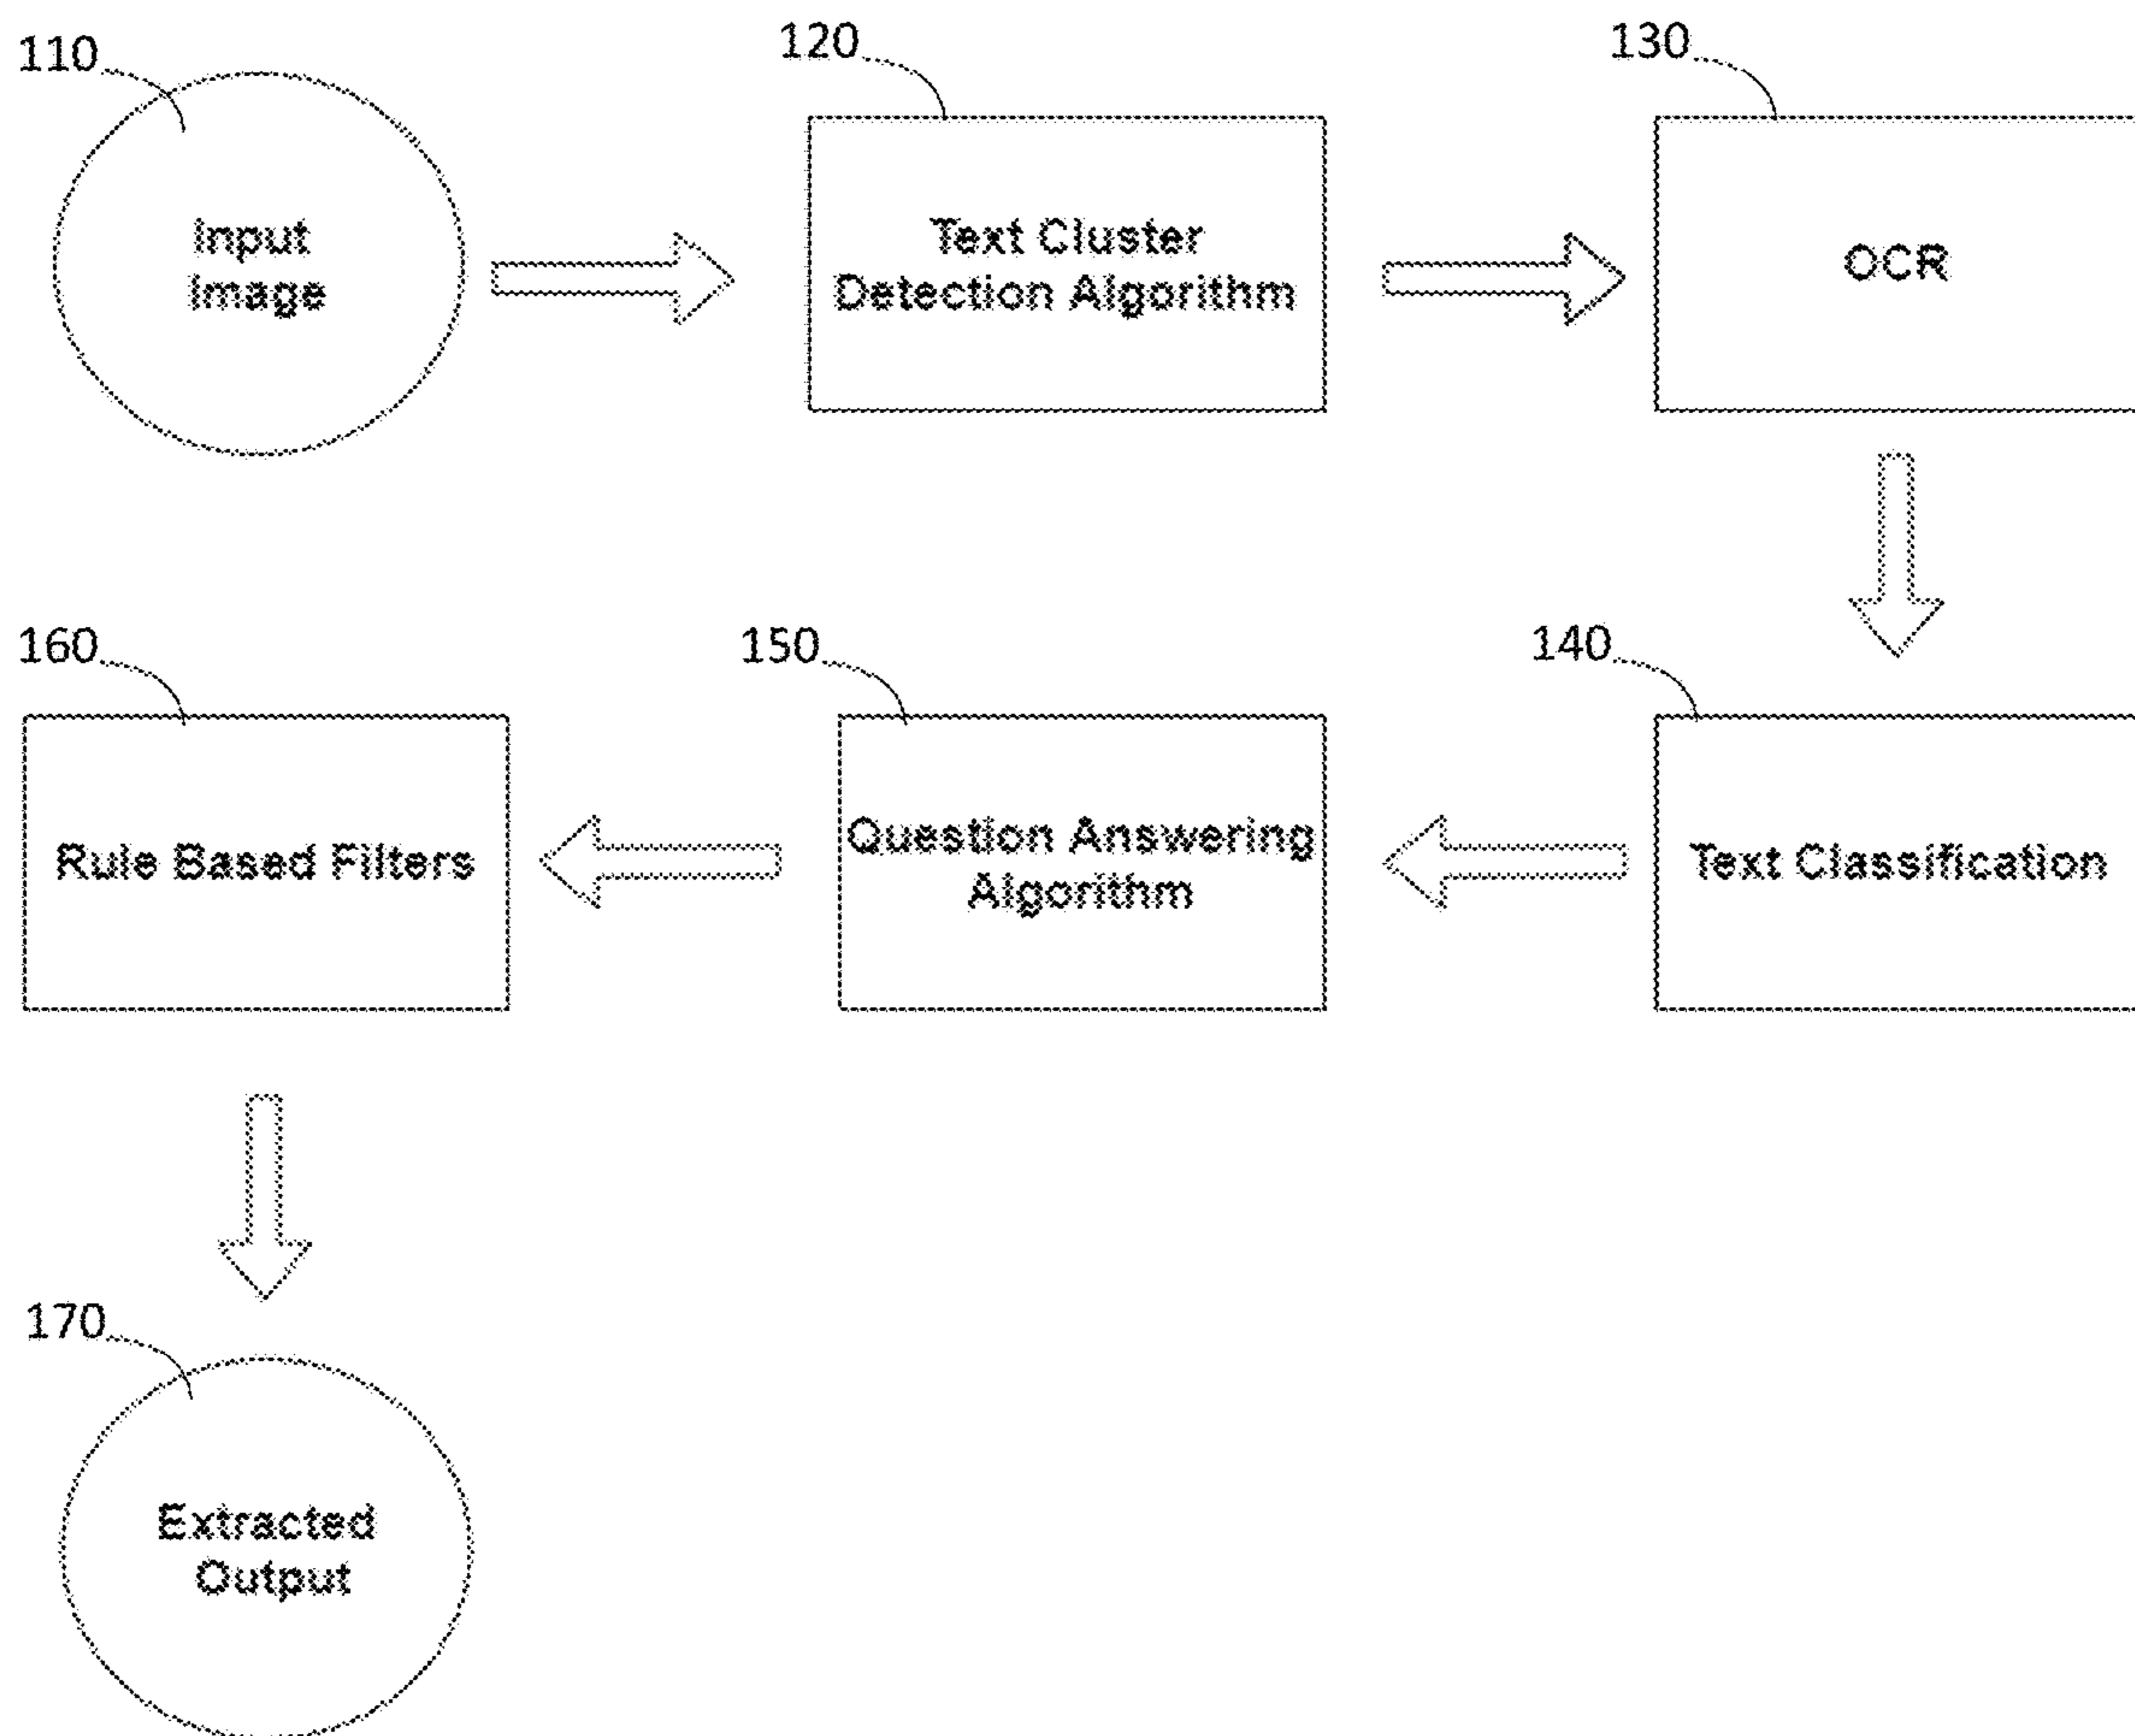 110
Input
Image
120
Text Cluster
Detection Algorithm
130
OCR
140
Text Classification
150
Question Answering
Algorithm
160
Rule Based Filters
170
Extracted
Output